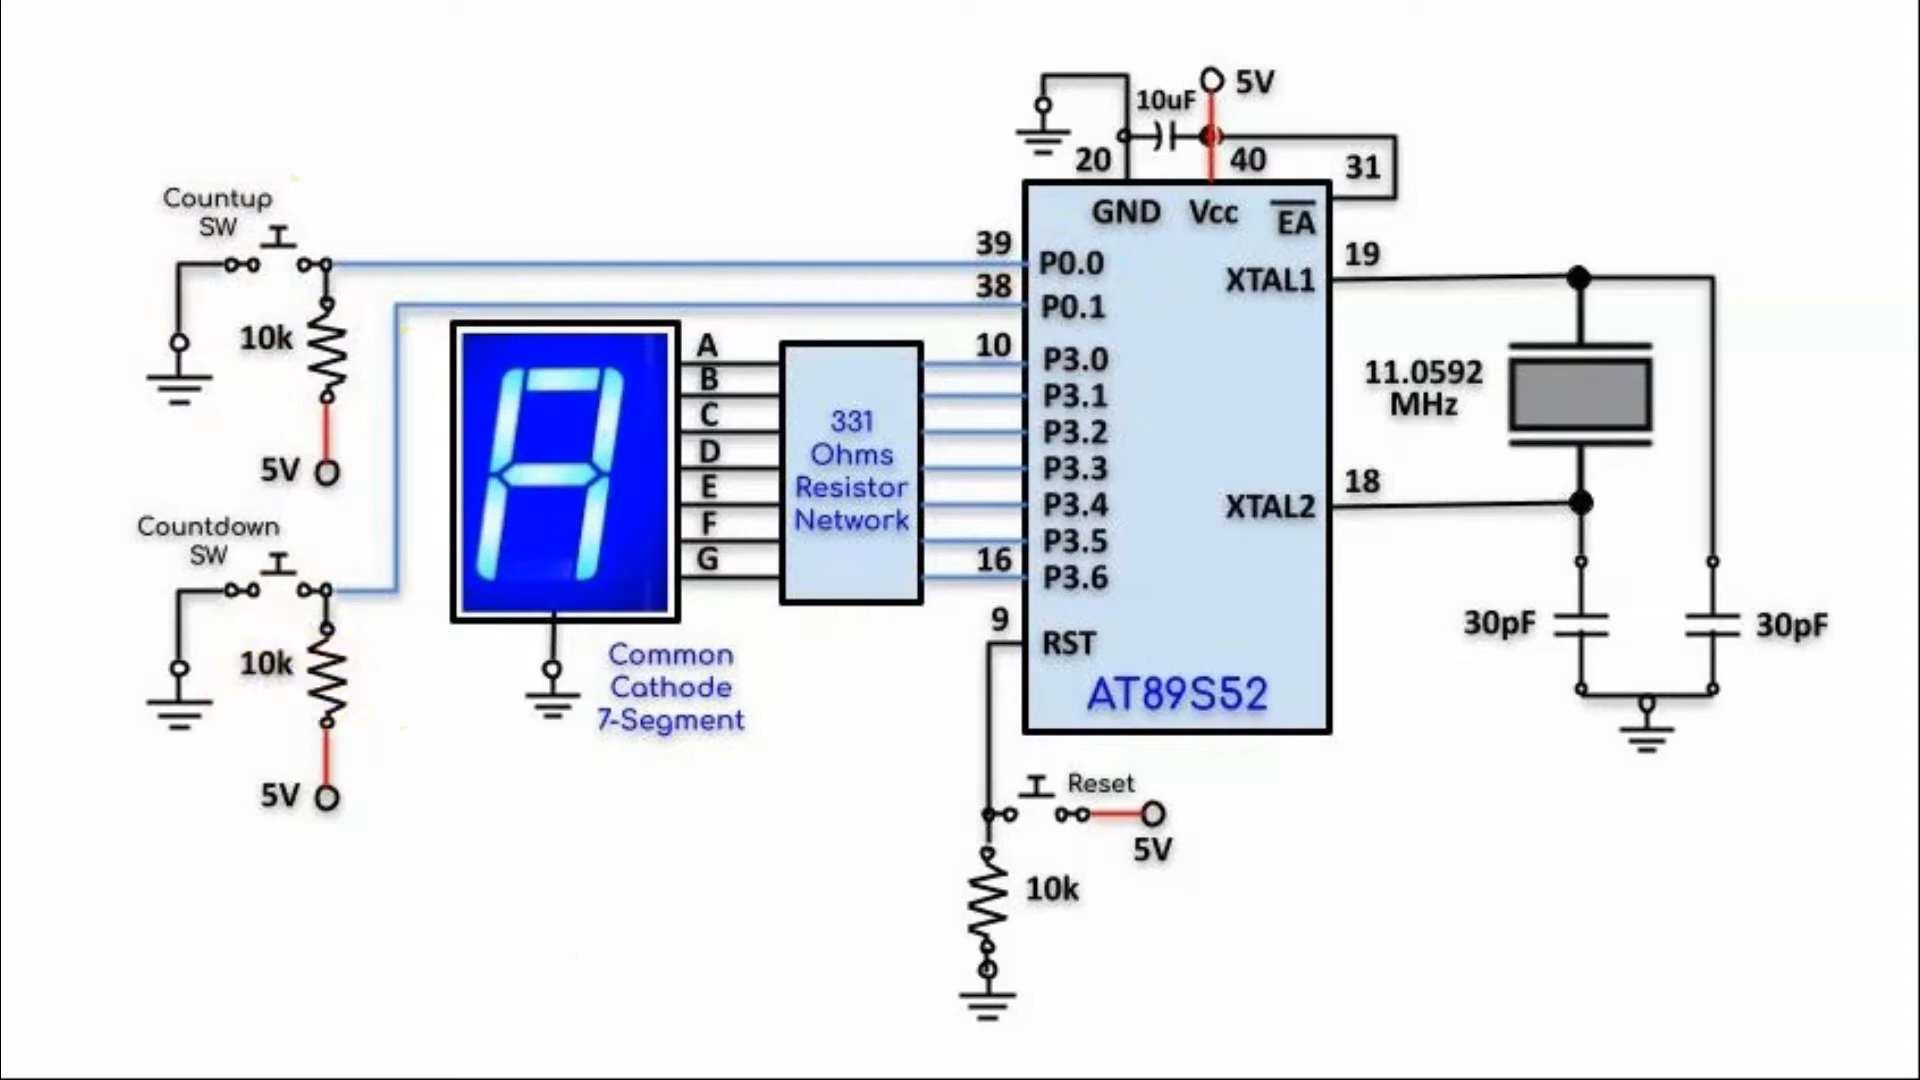 5V
10uF
20
40
31
Countup
SW
GND
Vcc
EA
39
P0.0
19
XTAL1
38
P0.1
10k
A
10
P3.0
B
P3.1
11.0592
MHz
C
331
Ohms
Resistor
Network
P3.2
D
P3.3
5V
E
P3.4
18
XTAL2
F
P3.5
Countdown
SW
G
16
P3.6
9
RST
30pF
30pF
10k
Common
Cathode
7-Segment
AT89S52
5V
Reset
5V
10k